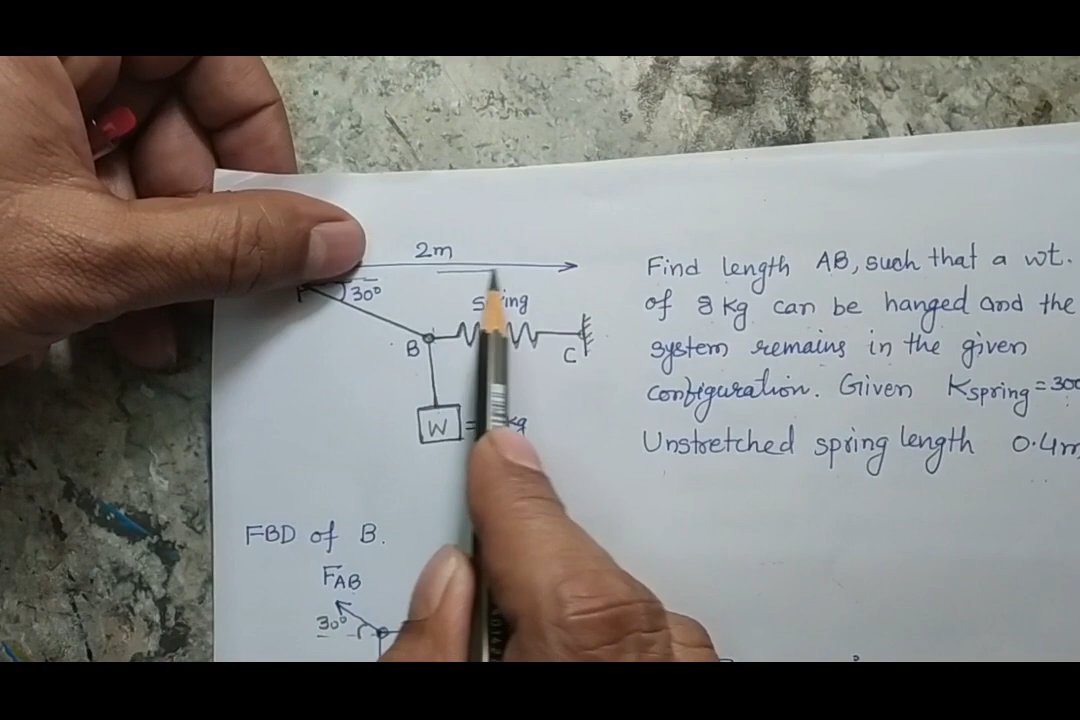 2m
30°
B
C
W
Find length AB, such that a wt.
of 8 kg can be hanged and the
system remains in the given
configuration. Given Kspring =
Unstretched spring length 0.4m
FBD of B.
FAB
30°